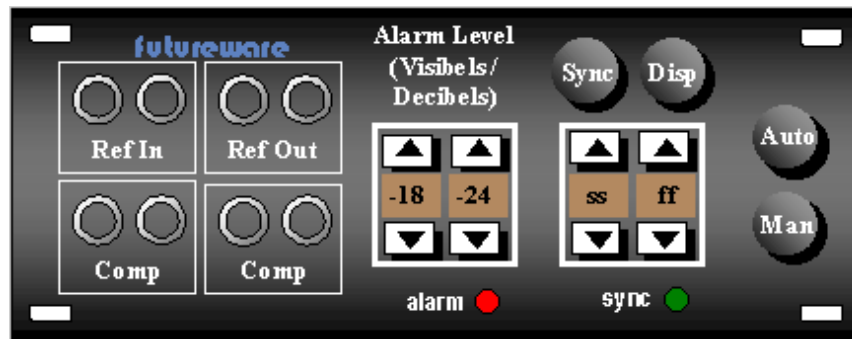 futureware
Alarm Level
(Visibels/
Decibels)
Sync Disp
Ref In Ref Out
Auto
-18 -24 ss ff
Man
Comp Comp
alarm sync